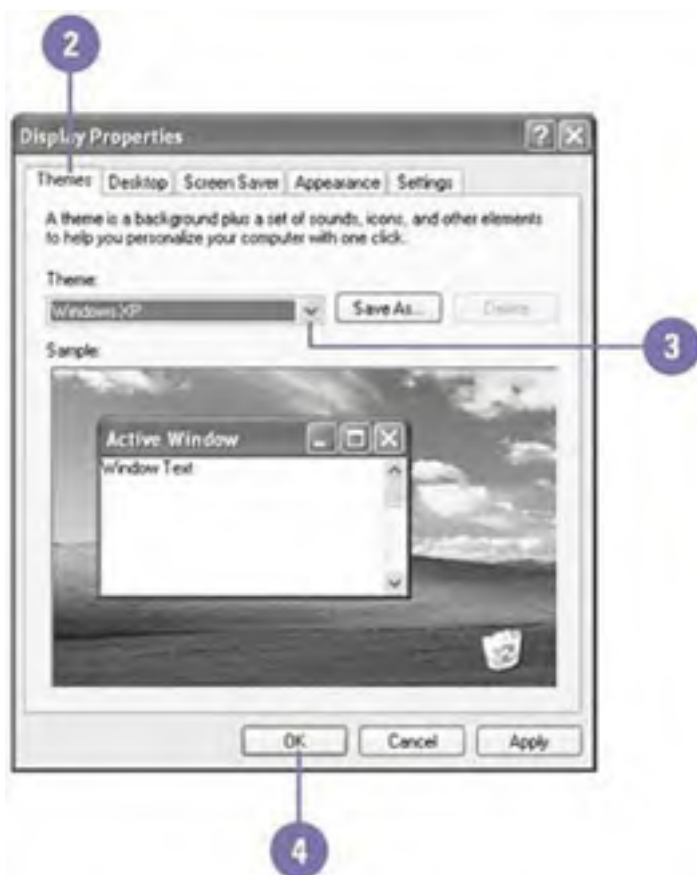 2
Display Properties
Themes Desktop Screen Saver Appearance Settings
A theme is a background plus a set of sounds, icons, and other elements
to help you personalize your computer with one click.
Theme:
Windows XP Save As... Delete
3
Sample:
Active Window
Window Text
OK Cancel Apply
4